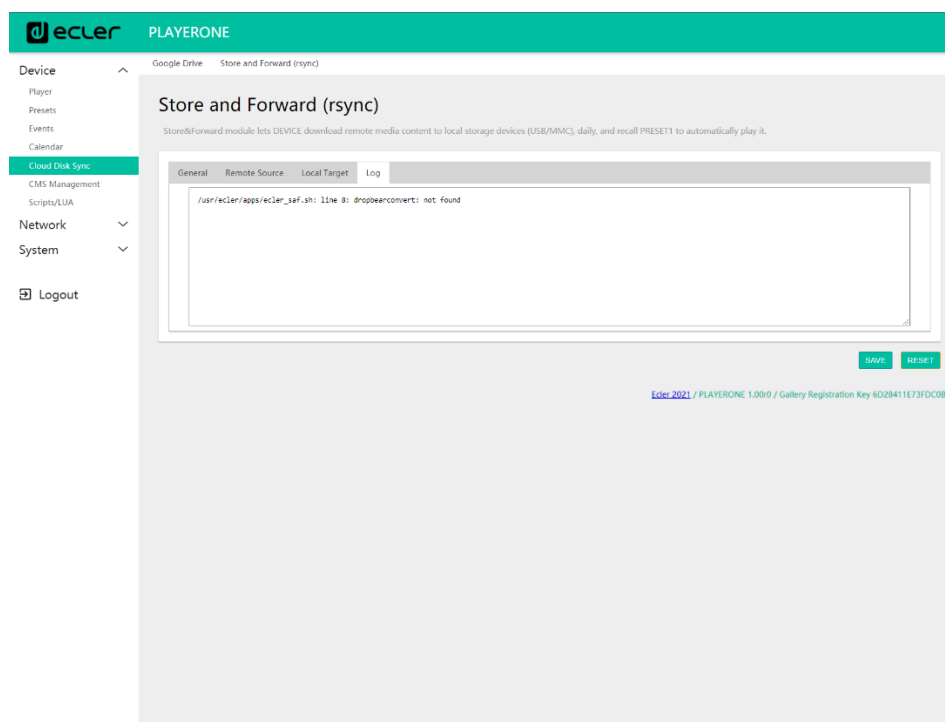 ecler PLAYERONE
Device
Player
Presets
Events
Calendar
Cloud Disk Sync
CMS Management
Scripts/LUA
Network
System
Logout
Google Drive Store and Forward (rsync)
Store and Forward (rsync)
Store&Forward module lets DEVICE download remote media content to local storage devices (USB/MMC), daily, and recall PRESET1 to automatically play it.
General Remote Source Local Target Log
/usr/ecler/apps/ecler_saf.sh: line 8: dropbearconvert: not found
SAVE RESET
Ecler 2021 / PLAYERONE 1.00r0 / Gallery Registration Key 6D28411E73FDC0B